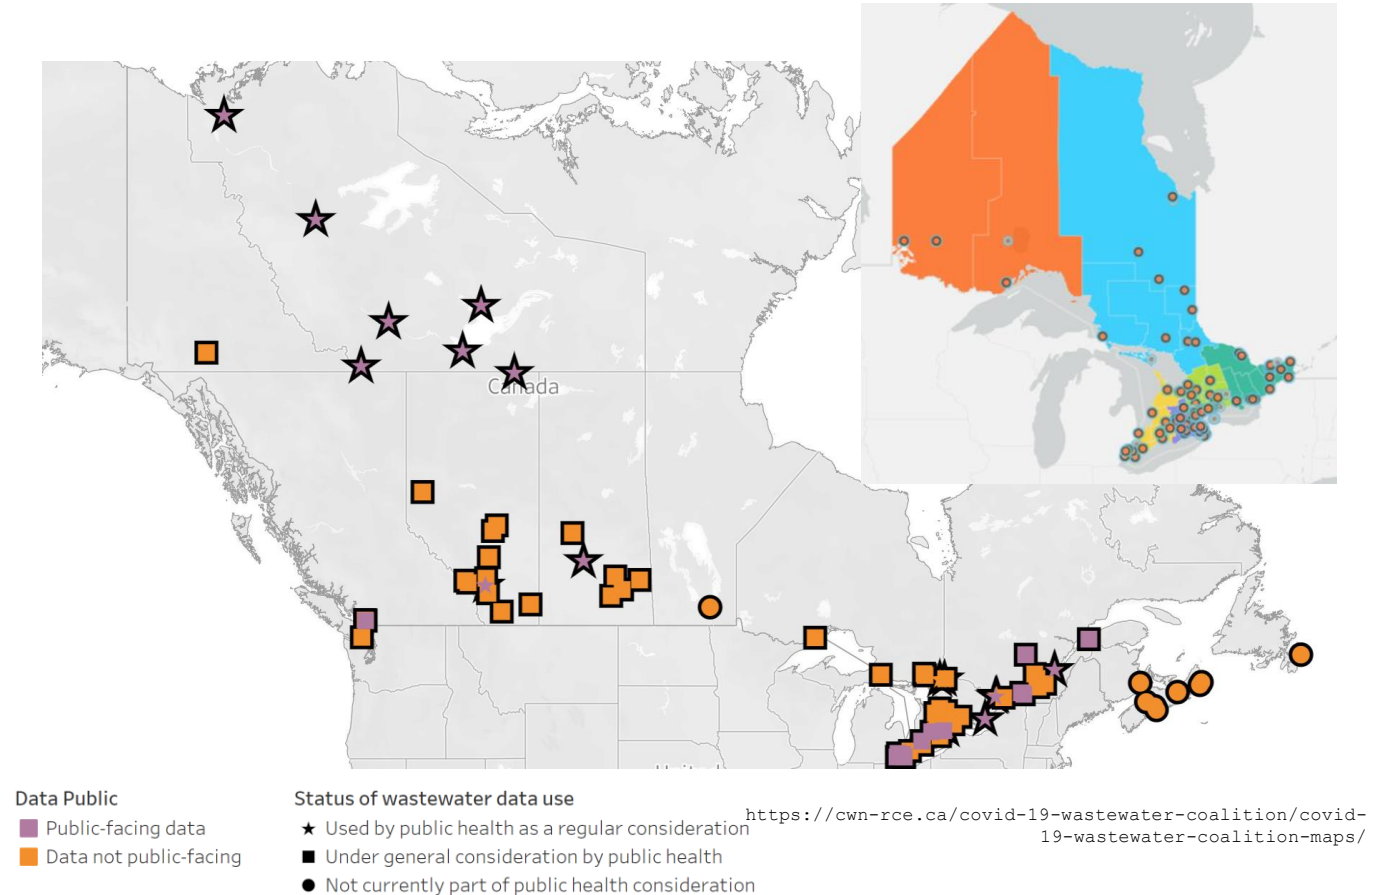 Canada
Data Public
Public-facing data
Data not public-facing
Status of wastewater data use
Used by public health as a regular consideration
Under general consideration by public health
Not currently part of public health consideration
https://cwn-rce.ca/covid-19-wastewater-coalition/covid-
19-wastewater-coalition-maps/